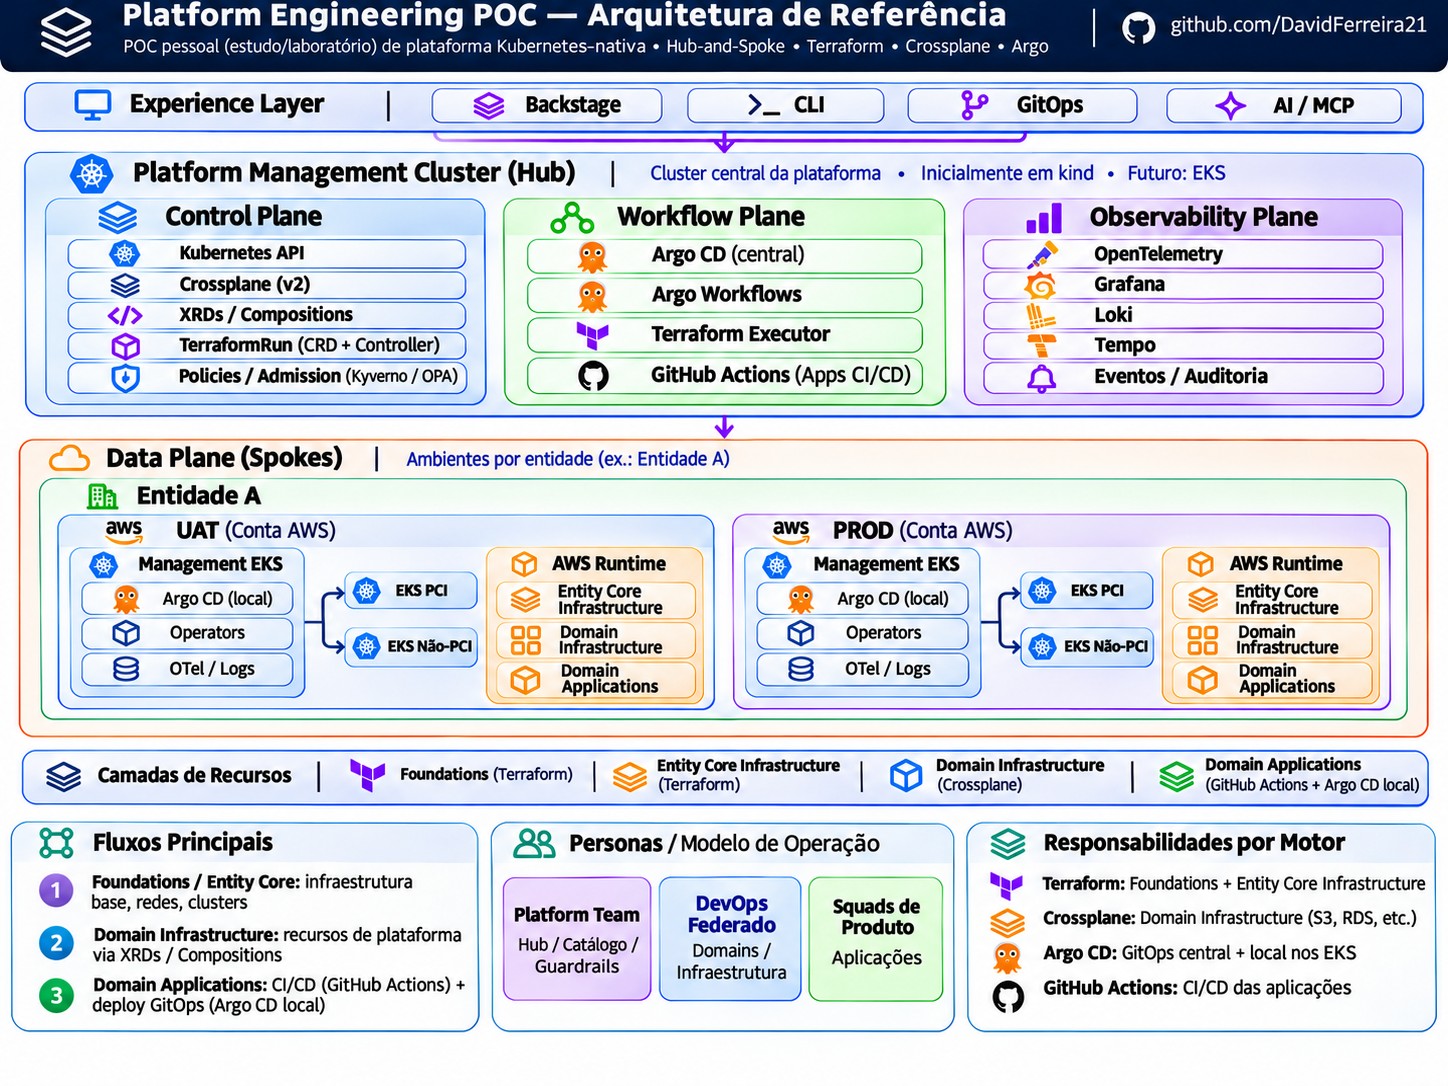 Platform Engineering POC — Arquitetura de Referência
POC pessoal (estudo/laboratório) de plataforma Kubernetes-nativa • Hub-and-Spoke • Terraform • Crossplane • Argo
github.com/DavidFerreira21
Experience Layer
Backstage
CLI
GitOps
AI / MCP
Platform Management Cluster (Hub)
Cluster central da plataforma • Inicialmente em kind • Futuro: EKS
Control Plane
Kubernetes API
Crossplane (v2)
XRDs / Compositions
TerraformRun (CRD + Controller)
Policies / Admission (Kyverno / OPA)
Workflow Plane
Argo CD (central)
Argo Workflows
Terraform Executor
GitHub Actions (Apps CI/CD)
Observability Plane
OpenTelemetry
Grafana
Loki
Tempo
Eventos / Auditoria
Data Plane (Spokes)
Ambientes por entidade (ex.: Entidade A)
Entidade A
aws
UAT (Conta AWS)
Management EKS
Argo CD (local)
Operators
OTel / Logs
EKS PCI
EKS Não-PCI
AWS Runtime
Entity Core
Infrastructure
Domain
Infrastructure
Domain
Applications
aws
PROD (Conta AWS)
Management EKS
Argo CD (local)
Operators
OTel / Logs
EKS PCI
EKS Não-PCI
AWS Runtime
Entity Core
Infrastructure
Domain
Infrastructure
Domain
Applications
Camadas de Recursos
Foundations (Terraform)
Entity Core Infrastructure
(Terraform)
Domain Infrastructure
(Crossplane)
Domain Applications
(GitHub Actions + Argo CD local)
Fluxos Principais
1
Foundations / Entity Core: infraestrutura
base, redes, clusters
2
Domain Infrastructure: recursos de plataforma
via XRDs / Compositions
3
Domain Applications: CI/CD (GitHub Actions) +
deploy GitOps (Argo CD local)
Personas / Modelo de Operação
Platform Team
Hub / Catálogo /
Guardrails
DevOps
Federado
Domains /
Infraestrutura
Squads de
Produto
Aplicações
Responsabilidades por Motor
Terraform: Foundations + Entity Core Infrastructure
Crossplane: Domain Infrastructure (S3, RDS, etc.)
Argo CD: GitOps central + local nos EKS
GitHub Actions: CI/CD das aplicações